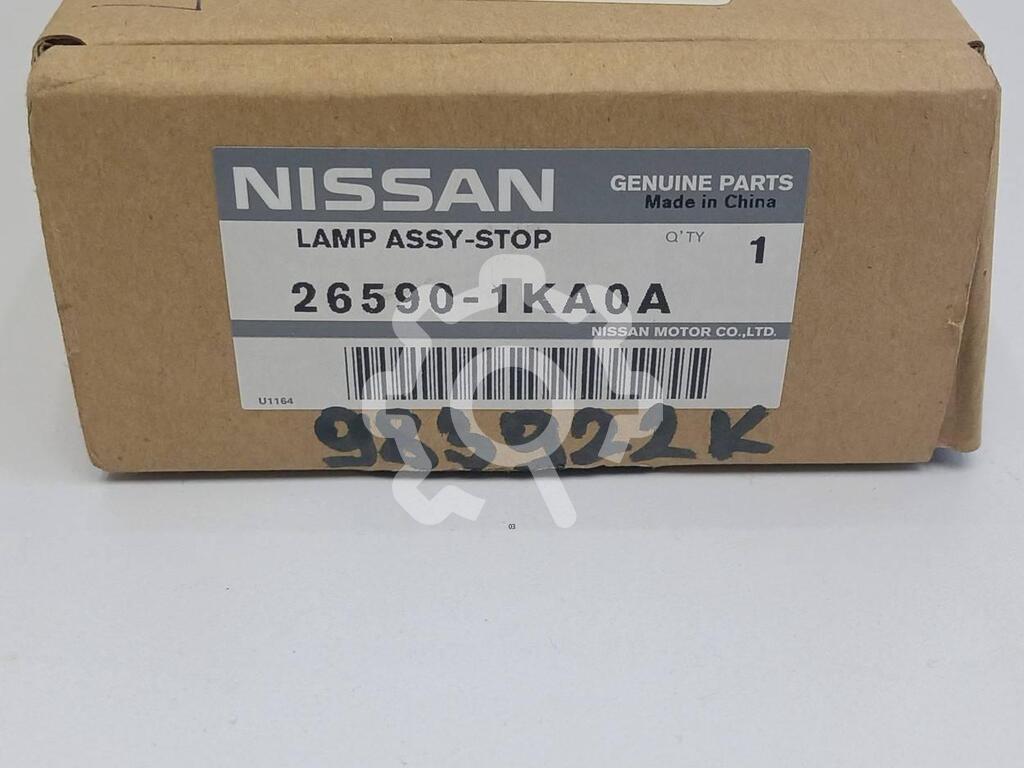 NISSAN
GENUINE PARTS
Made in China
LAMP ASSY-STOP
Q'TY 1
26590-1KA0A
NISSAN MOTOR CO.,LTD.
U1164
983922K
03